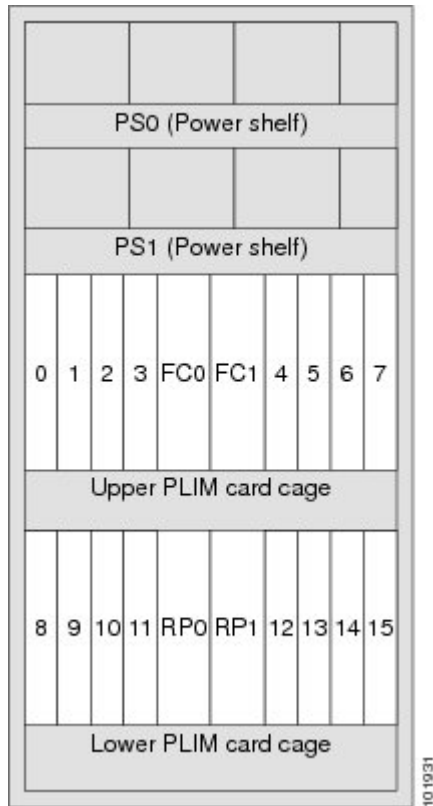 PS0 (Power shelf)
PS1 (Power shelf)
0 1 2 3 FC0 FC1 4 5 6 7
Upper PLIM card cage
8 9 10 11 RP0 RP1 12 13 14 15
Lower PLIM card cage
101931